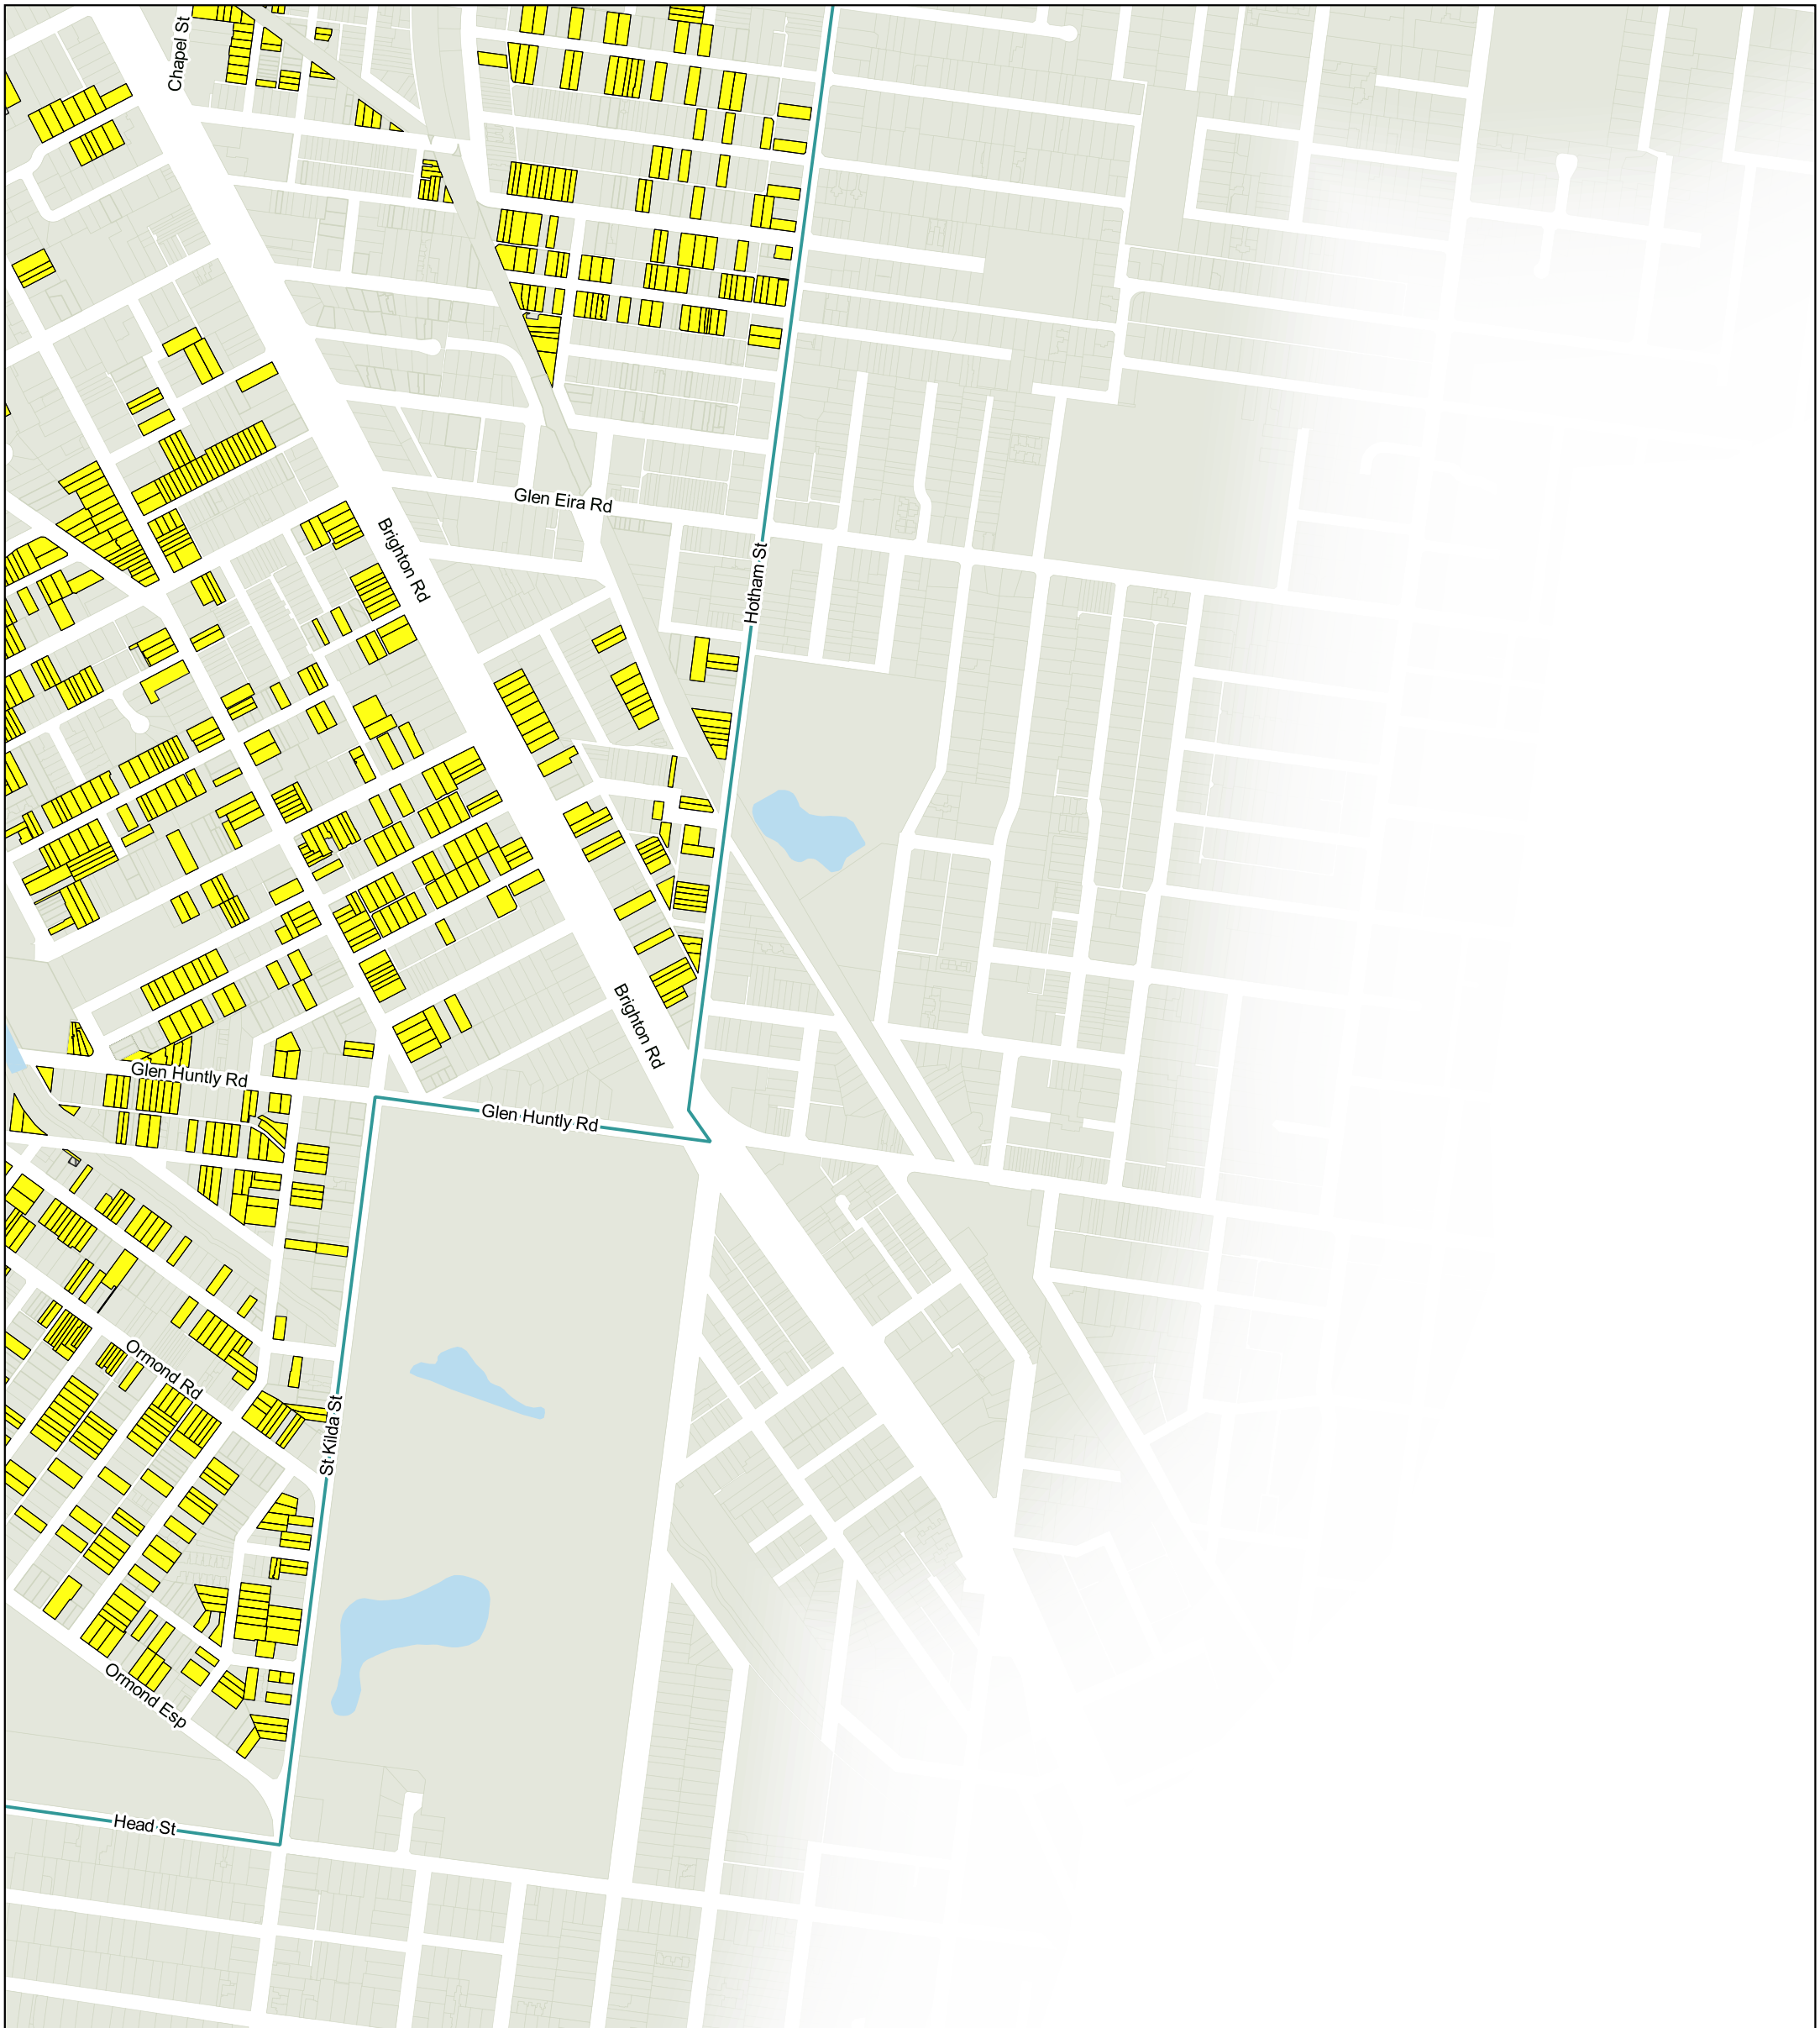 Chapel St
Glen Eira Rd
Brighton Rd
Hotham St
Brighton Rd
Glen Huntly Rd
Glen Huntly Rd
Ormond Rd
St Kilda St
Ormond Esp
Head St